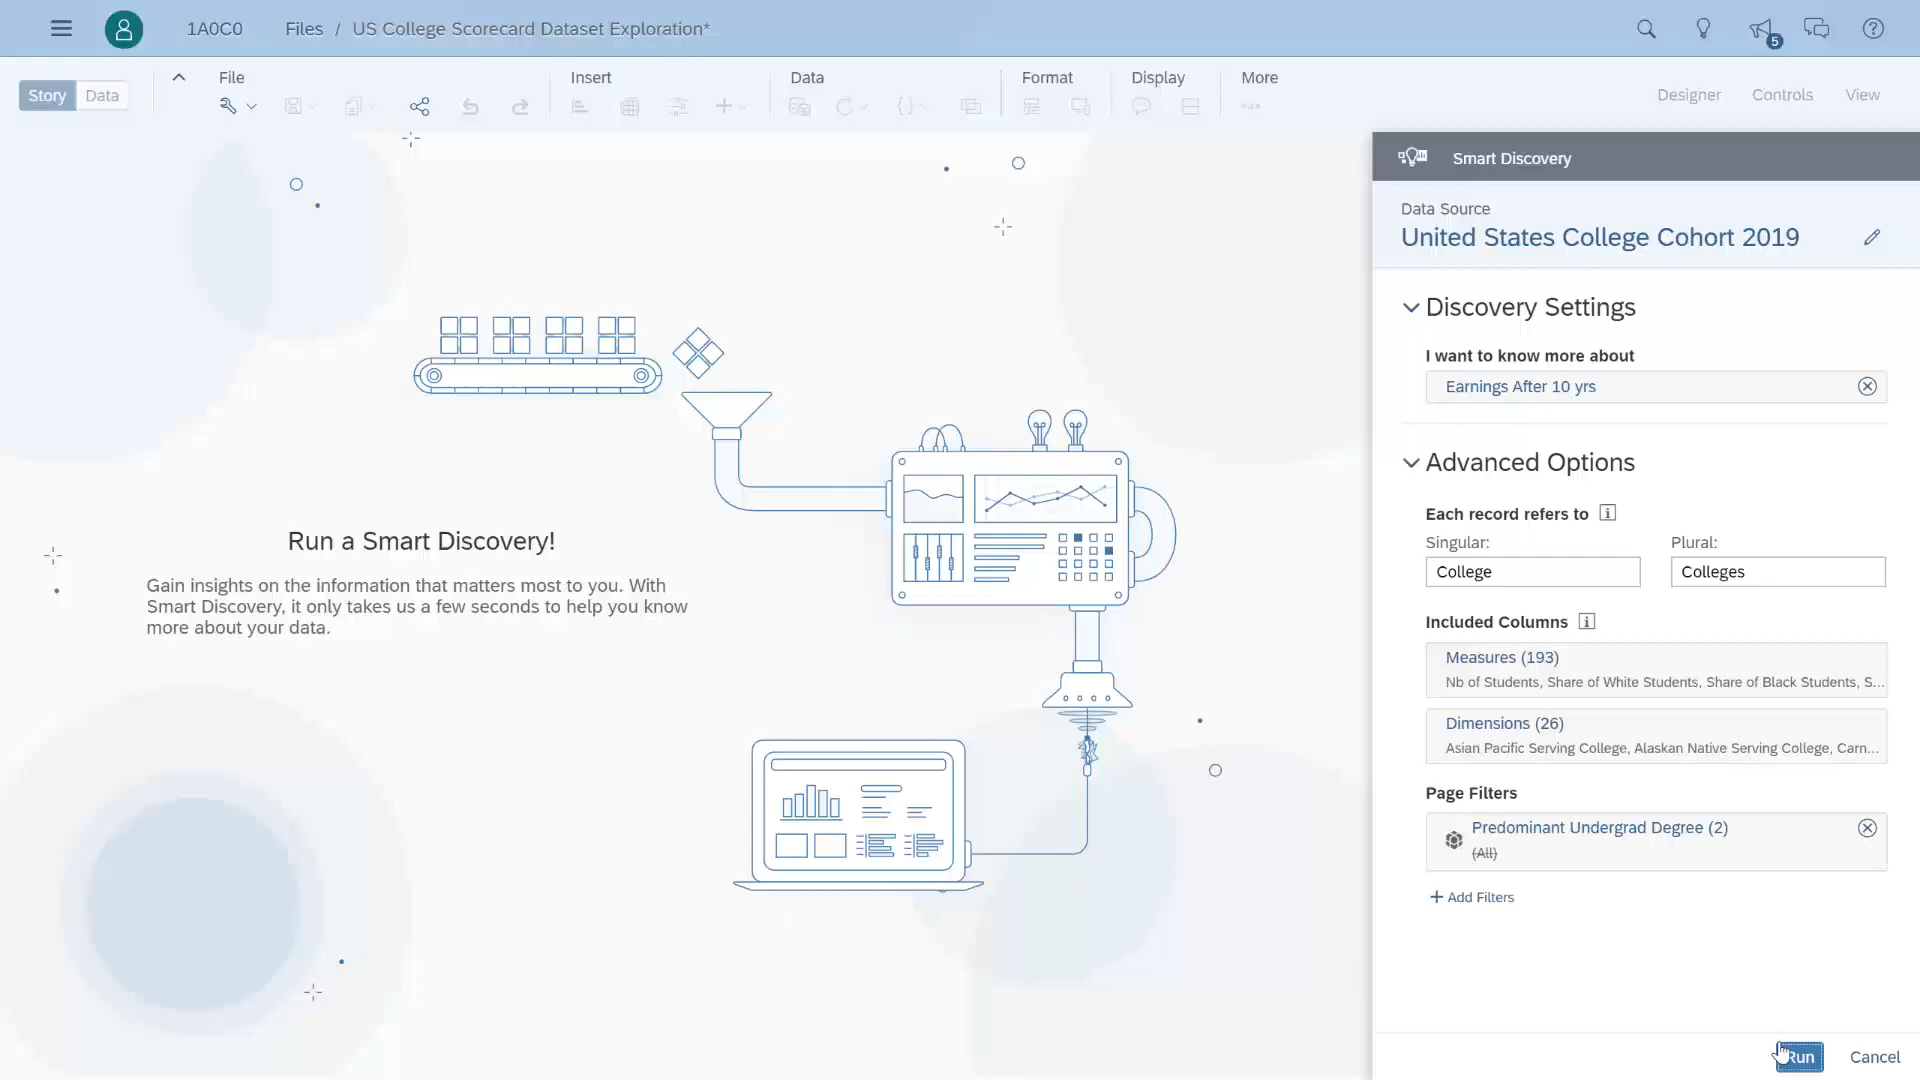 1A0C0
Files / US College Scorecard Dataset Exploration*
5
Story
Data
File
Insert
Data
Format
Display
More
Designer
Controls
View
Run a Smart Discovery!
Gain insights on the information that matters most to you. With
Smart Discovery, it only takes us a few seconds to help you know
more about your data.
Smart Discovery
Data Source
United States College Cohort 2019
Discovery Settings
I want to know more about
Earnings After 10 yrs
Advanced Options
Each record refers to
Singular:
Plural:
College
Colleges
Included Columns
Measures (193)
Nb of Students, Share of White Students, Share of Black Students, S...
Dimensions (26)
Asian Pacific Serving College, Alaskan Native Serving College, Carn...
Page Filters
Predominant Undergrad Degree (2)
(All)
+ Add Filters
Run
Cancel